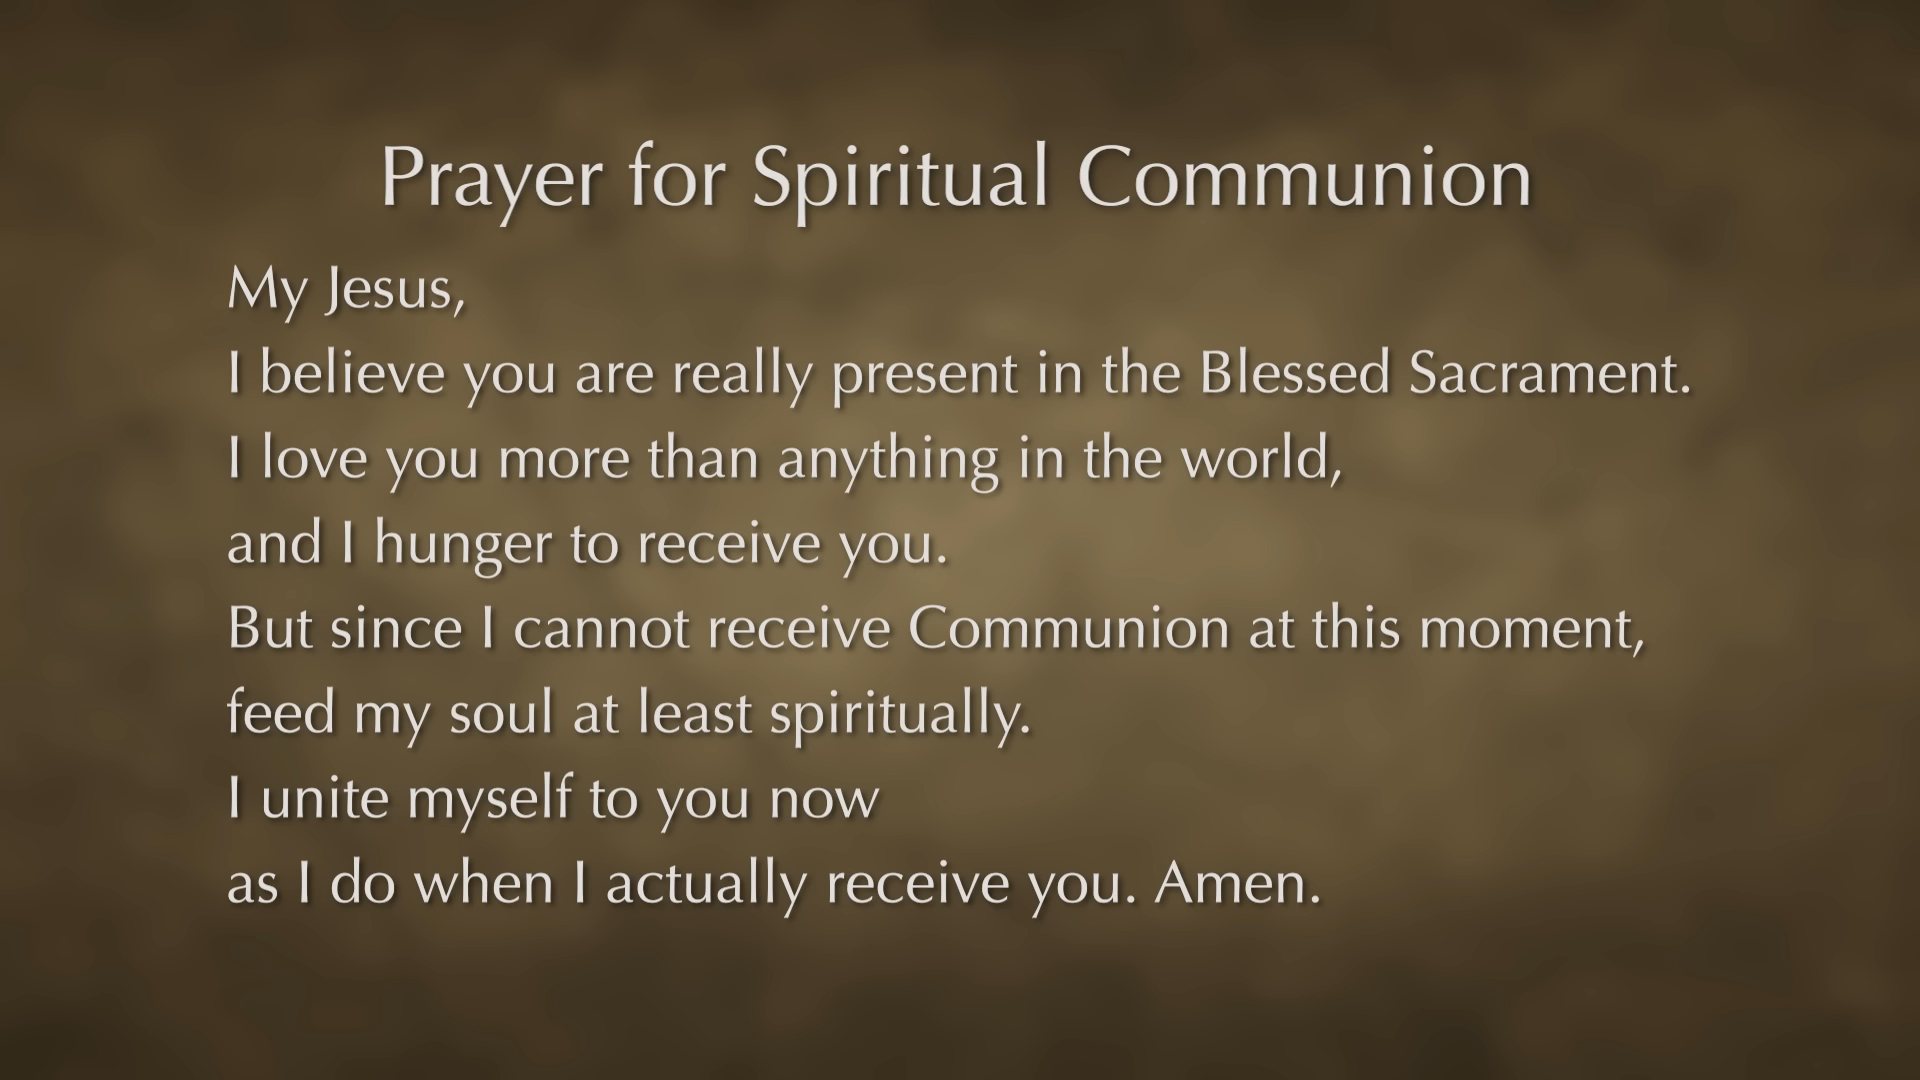 Prayer for Spiritual Communion
My Jesus,
I believe you are really present in the Blessed Sacrament.
I love you more than anything in the world,
and I hunger to receive you.
But since I cannot receive Communion at this moment,
feed my soul at least spiritually.
I unite myself to you now
as I do when I actually receive you. Amen.